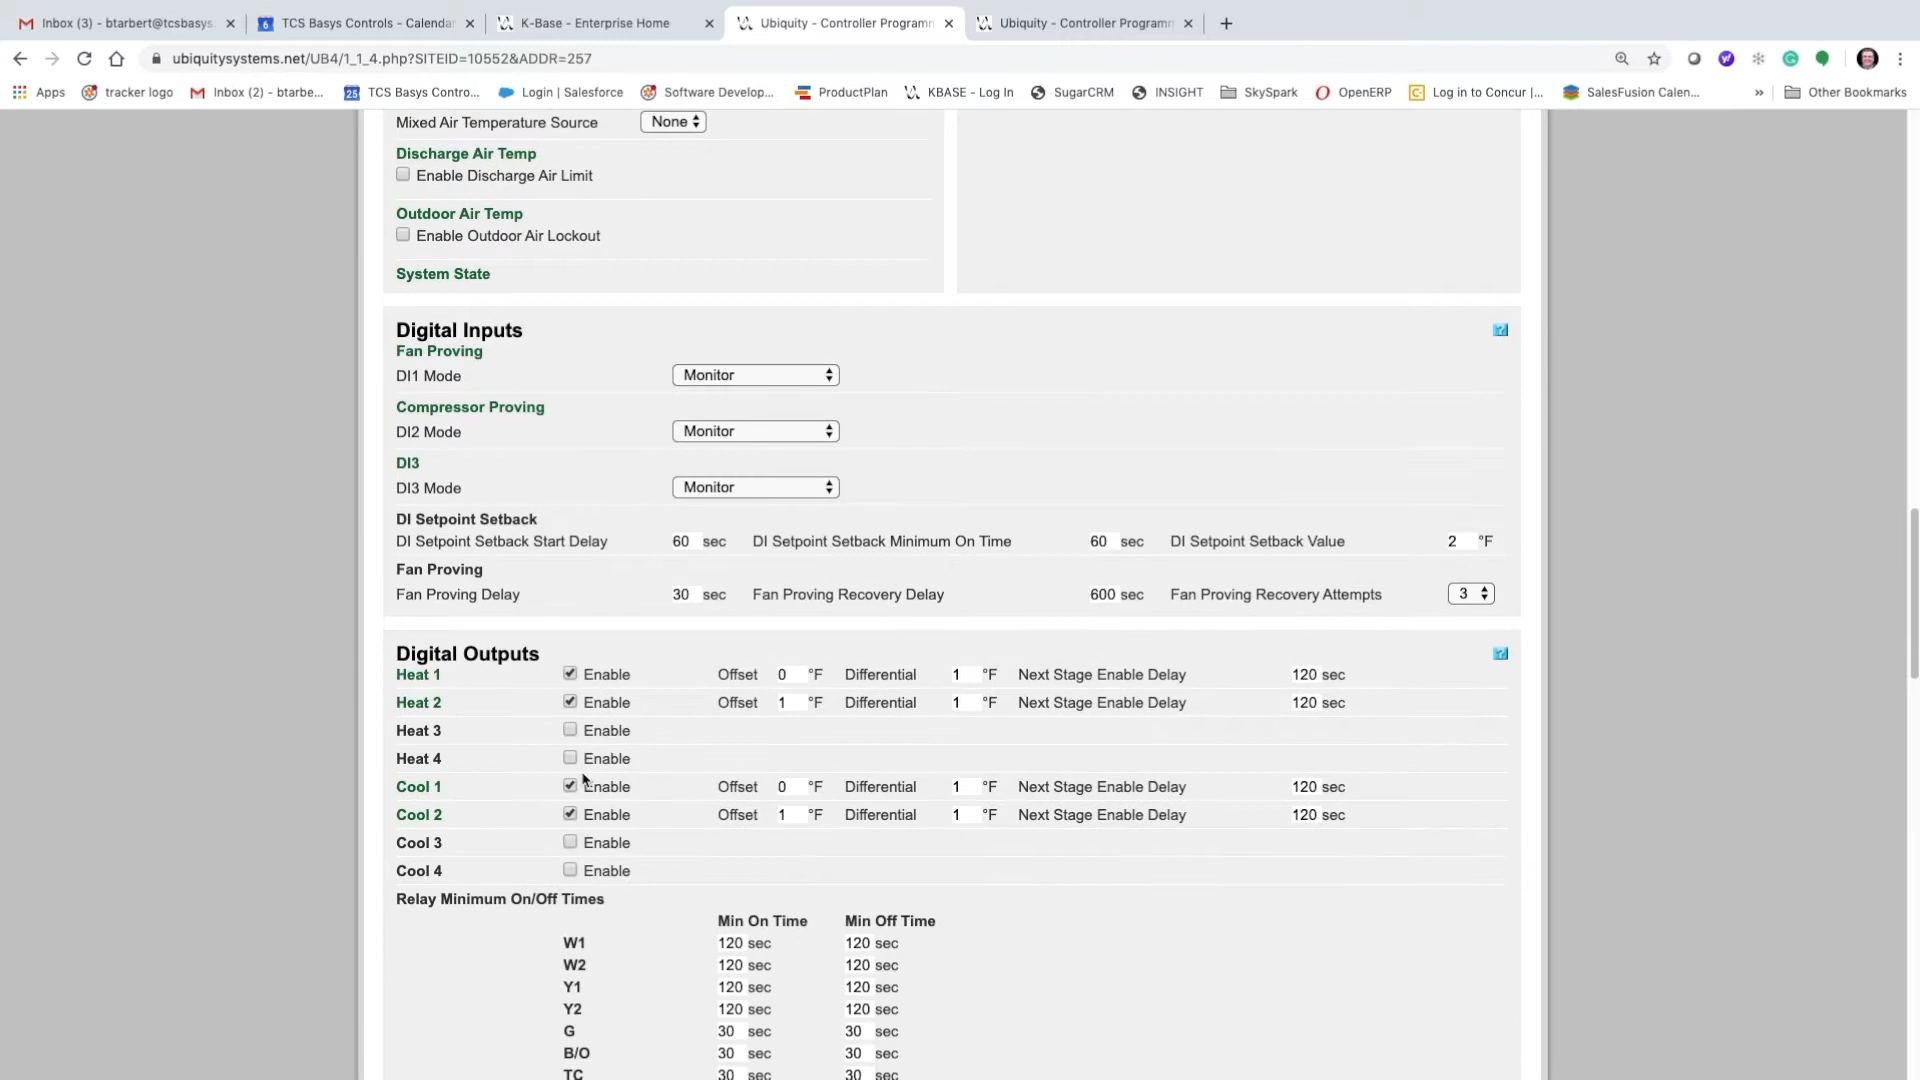 Inbox (3) - btarbert@tcsbasys. TCS Basys Controls - Calenda K-Base - Enterprise Home Ubiquity - Controller Programm Ubiquity - Controller Programm
ubiquitysystems.net/UB4/1_1_4.php?SITEID=10552&ADDR=257
Apps tracker logo Inbox (2) - btarbe... TCS Basys Contro... Login | Salesforce Software Develop... ProductPlan KBASE - Log In SugarCRM INSIGHT SkySpark OpenERP Log in to Concur |... SalesFusion Calen... » Other Bookmarks
Mixed Air Temperature Source None
Discharge Air Temp
Enable Discharge Air Limit
Outdoor Air Temp
Enable Outdoor Air Lockout
System State
Digital Inputs ?
Fan Proving
DI1 Mode Monitor
Compressor Proving
DI2 Mode Monitor
DI3
DI3 Mode Monitor
DI Setpoint Setback
DI Setpoint Setback Start Delay 60 sec DI Setpoint Setback Minimum On Time 60 sec DI Setpoint Setback Value 2 °F
Fan Proving
Fan Proving Delay 30 sec Fan Proving Recovery Delay 600 sec Fan Proving Recovery Attempts 3
Digital Outputs ?
Heat 1 Enable Offset 0 °F Differential 1 °F Next Stage Enable Delay 120 sec
Heat 2 Enable Offset 1 °F Differential 1 °F Next Stage Enable Delay 120 sec
Heat 3 Enable
Heat 4 Enable
Cool 1 Enable Offset 0 °F Differential 1 °F Next Stage Enable Delay 120 sec
Cool 2 Enable Offset 1 °F Differential 1 °F Next Stage Enable Delay 120 sec
Cool 3 Enable
Cool 4 Enable
Relay Minimum On/Off Times
Min On Time Min Off Time
W1 120 sec 120 sec
W2 120 sec 120 sec
Y1 120 sec 120 sec
Y2 120 sec 120 sec
G 30 sec 30 sec
B/O 30 sec 30 sec
TC 30 sec 30 sec